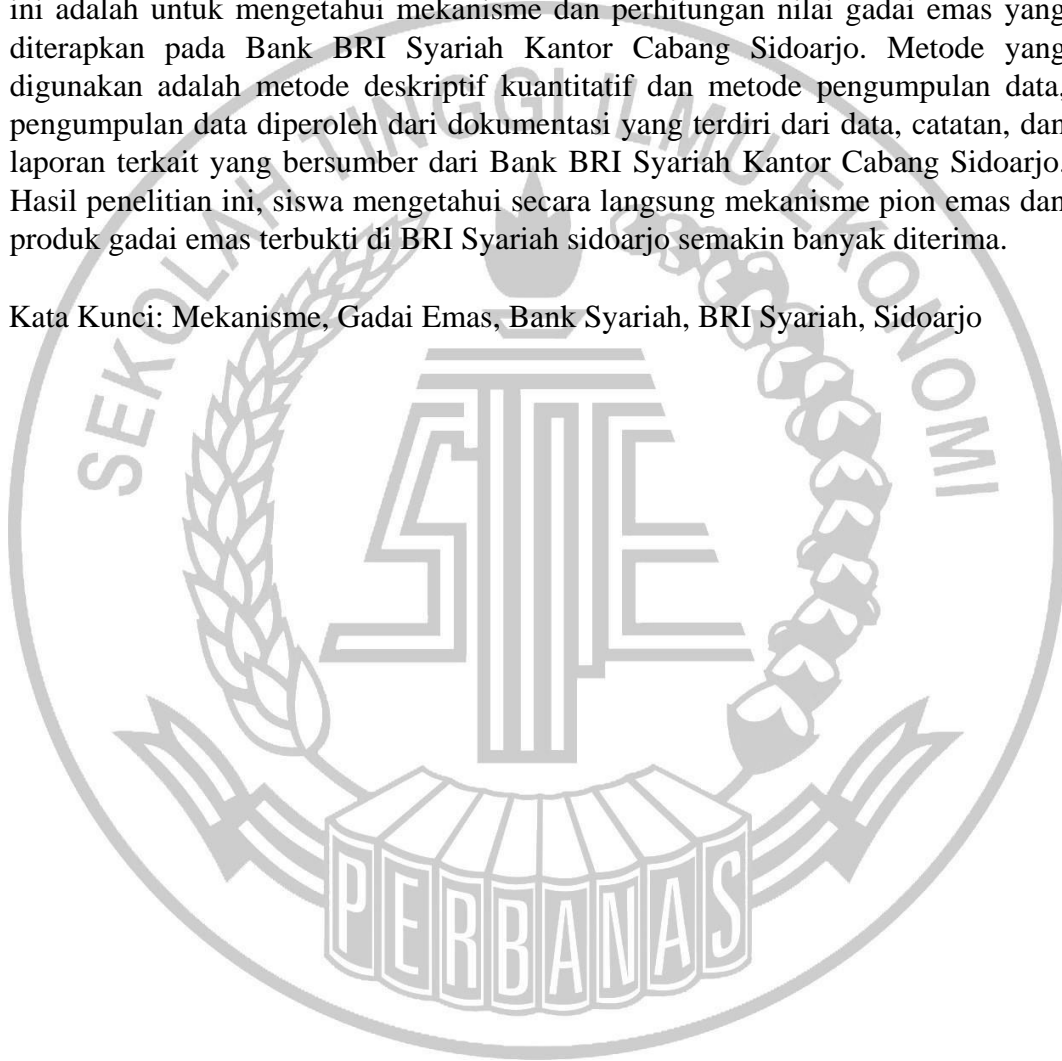 ini adalah untuk mengetahui mekanisme dan perhitungan nilai gadai emas yang
diterapkan pada Bank BRI Syariah Kantor Cabang Sidoarjo. Metode yang
digunakan adalah metode deskriptif kuantitatif dan metode pengumpulan data,
pengumpulan data diperoleh dari dokumentasi yang terdiri dari data, catatan, dan
laporan terkait yang bersumber dari Bank BRI Syariah Kantor Cabang Sidoarjo.
Hasil penelitian ini, siswa mengetahui secara langsung mekanisme pion emas dan
produk gadai emas terbukti di BRI Syariah sidoarjo semakin banyak diterima.
Kata Kunci: Mekanisme, Gadai Emas, Bank Syariah, BRI Syariah, Sidoarjo
SEKOLAH TINGGI ILMU EKONOMI
STIE
PERBANAS